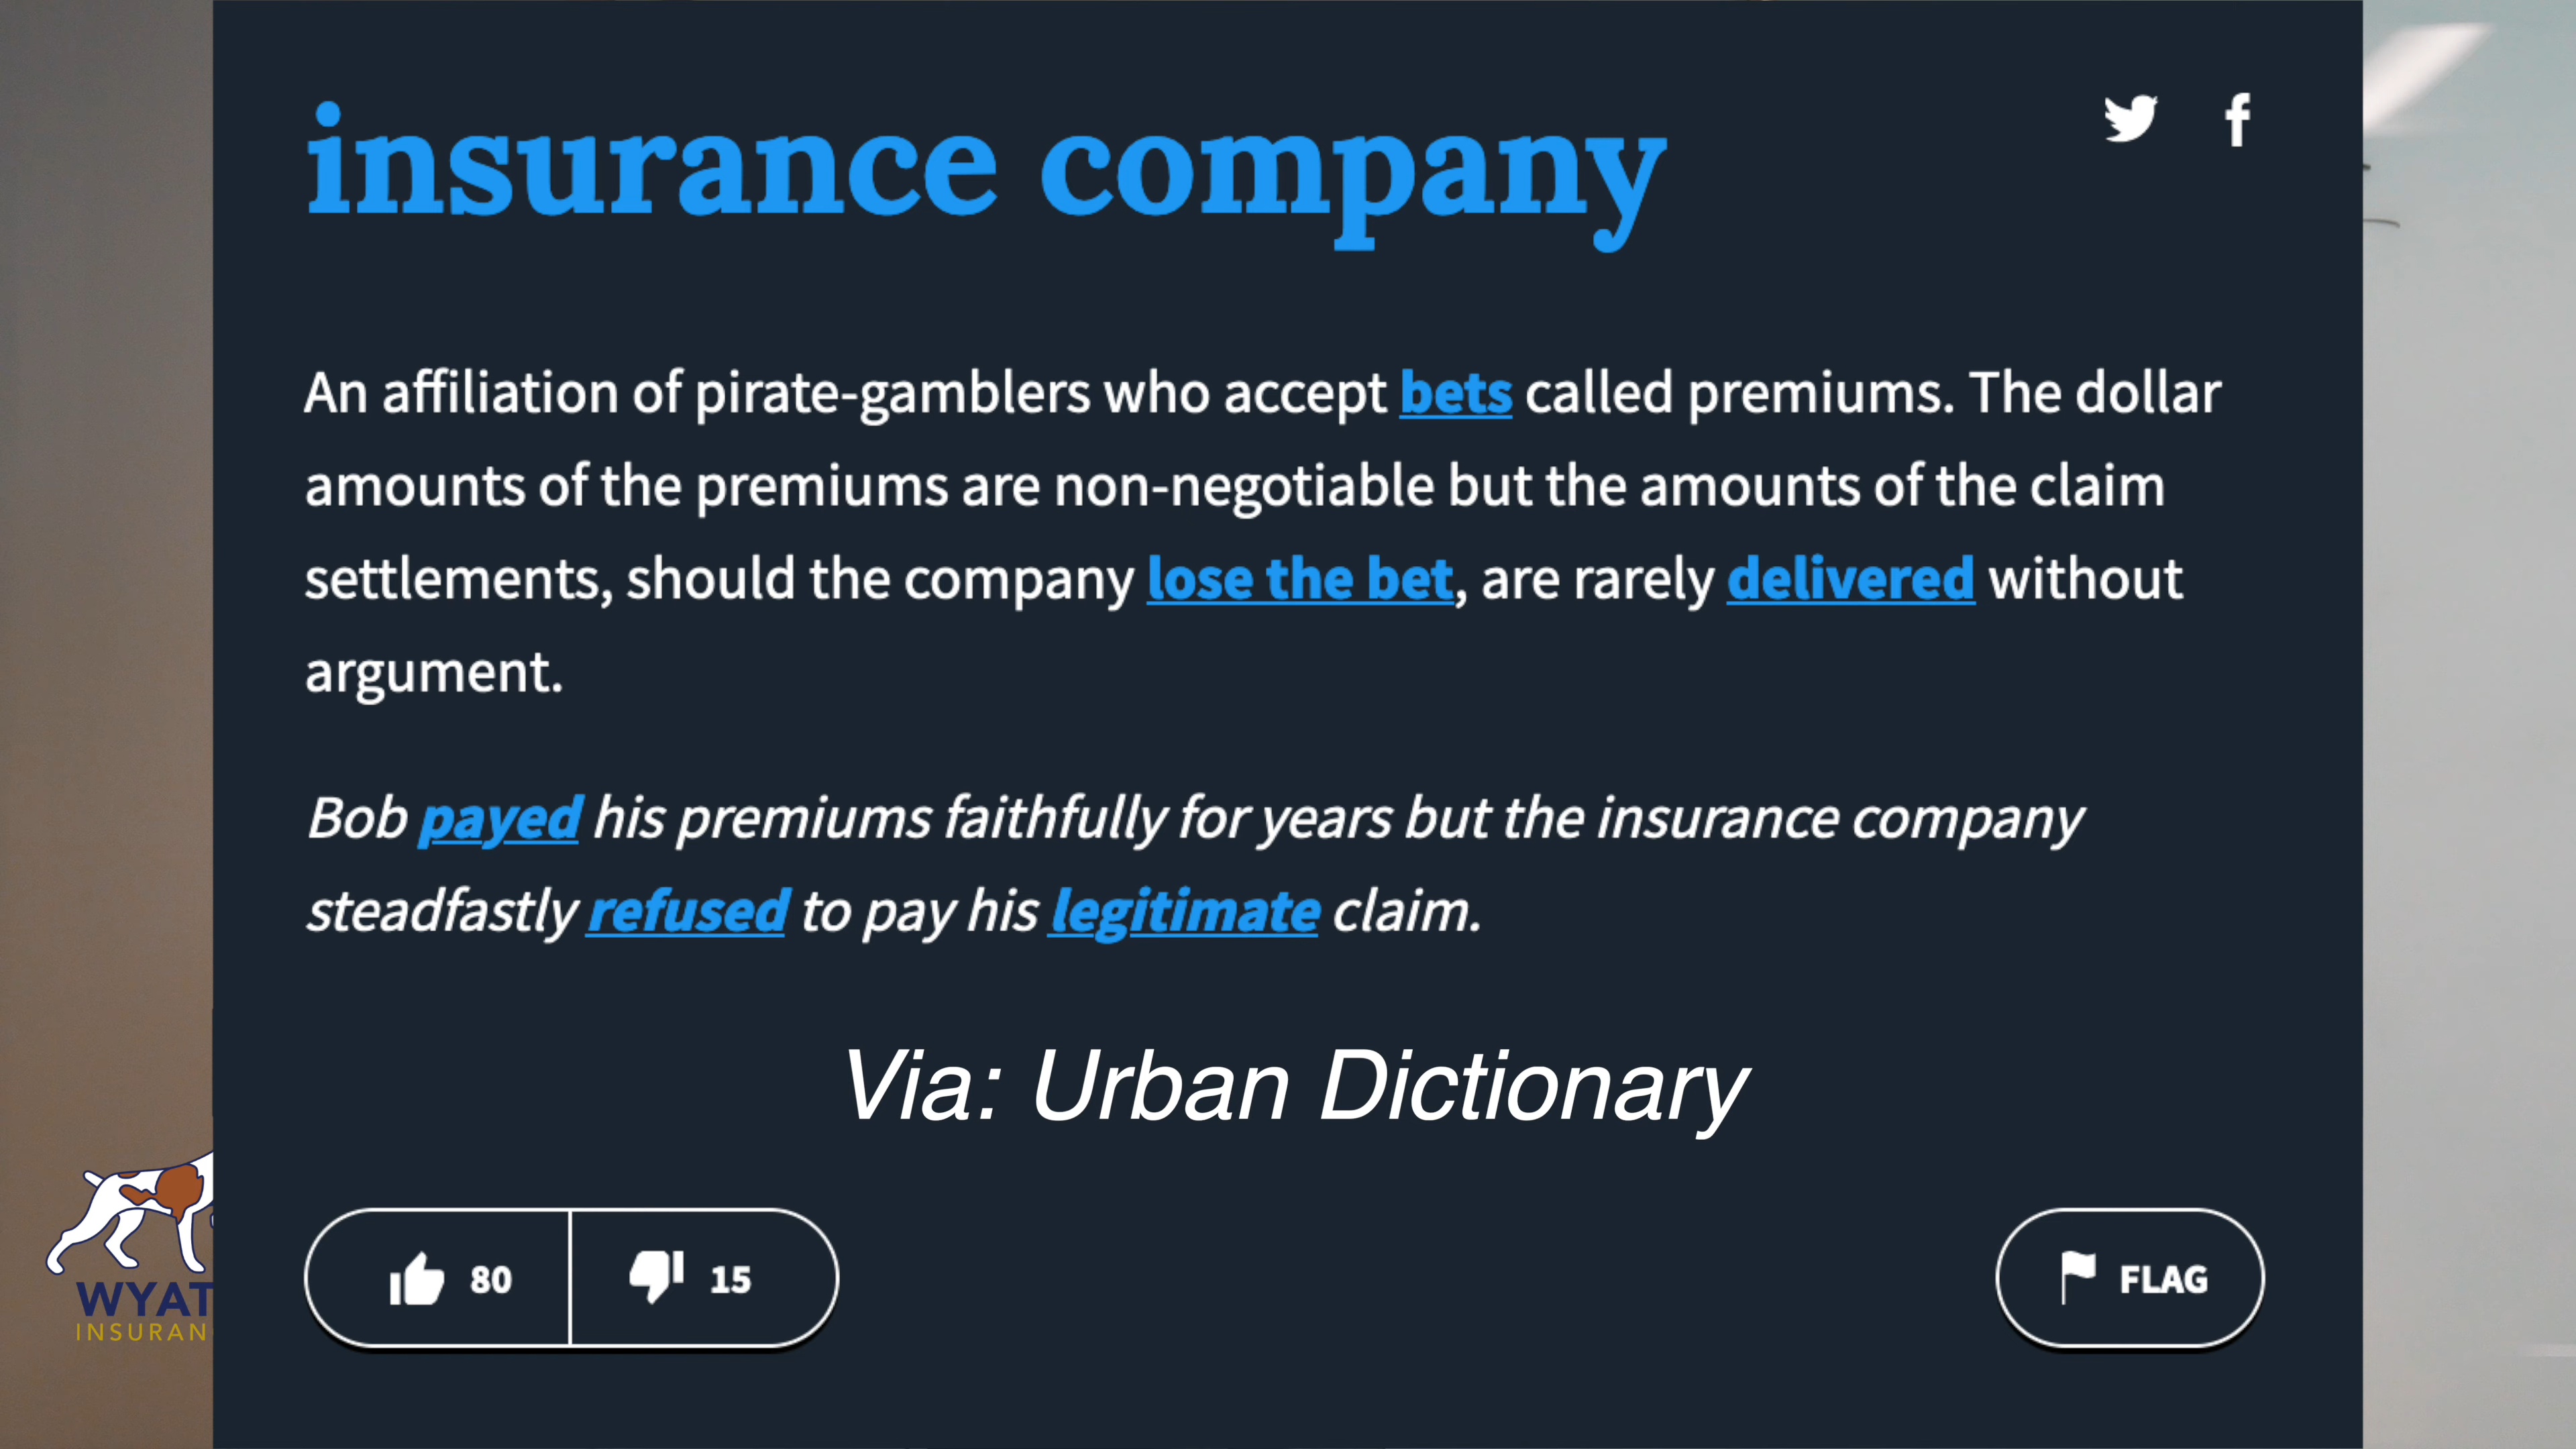 insurance company
An affiliation of pirate-gamblers who accept bets called premiums. The dollar
amounts of the premiums are non-negotiable but the amounts of the claim
settlements, should the company lose the bet, are rarely delivered without
argument.
Bob payed his premiums faithfully for years but the insurance company
steadfastly refused to pay his legitimate claim.
Via: Urban Dictionary
80 15
FLAG
WYAT
INSURAN